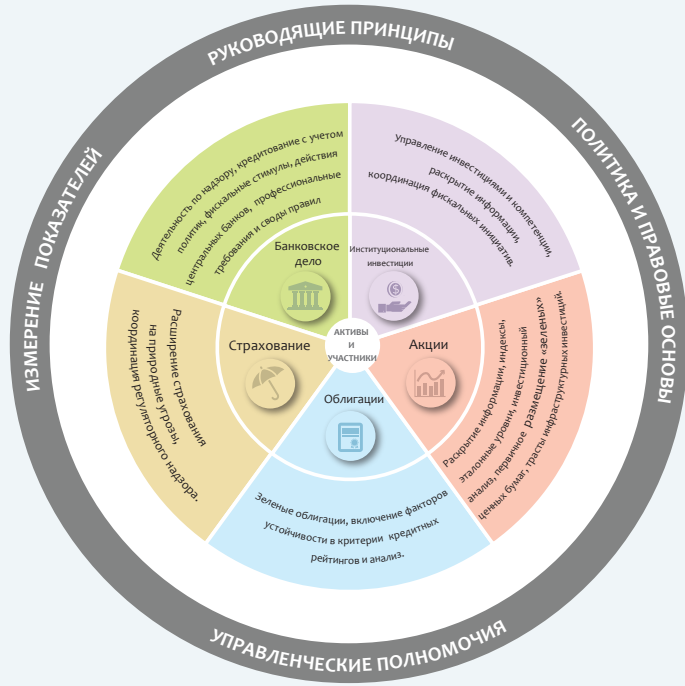 РУКОВОДЯЩИЕ ПРИНЦИПЫ
ПОЛИТИКА И ПРАВОВЫЕ ОСНОВЫ
УПРАВЛЕНЧЕСКИЕ ПОЛНОМОЧИЯ
ИЗМЕРЕНИЕ ПОКАЗАТЕЛЕЙ
Деятельность по надзору, кредитование с учетом
политик, фискальные стимулы, действия
центральных банков, профессиональные
требования и своды правил
Банковское
дело
Управление инвестициями и компетенции,
раскрытие информации,
координация фискальных инициатив.
Институциональные
инвестиции
Раскрытие информации, индексы,
эталонные уровни, инвестиционный
анализ, первичное размещение «зеленых»
ценных бумаг, трасты инфраструктурных инвестиций.
Акции
Зеленые облигации, включение факторов
устойчивости в критерии кредитных
рейтингов и анализ.
Облигации
Расширение страхования
на природные угрозы,
координация регуляторного надзора.
Страхование
АКТИВЫ
И
УЧАСТНИКИ